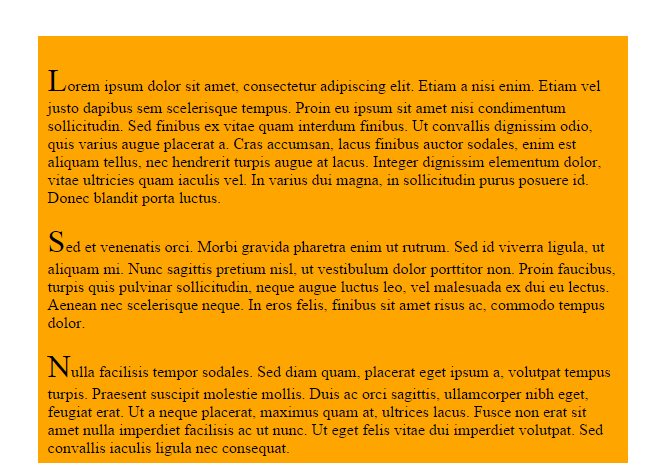 Lorem ipsum dolor sit amet, consectetur adipiscing elit. Etiam a nisi enim. Etiam vel
justo dapibus sem scelerisque tempus. Proin eu ipsum sit amet nisi condimentum
sollicitudin. Sed finibus ex vitae quam interdum finibus. Ut convallis dignissim odio,
quis varius augue placerat a. Cras accumsan, lacus finibus auctor sodales, enim est
aliquam tellus, nec hendrerit turpis augue at lacus. Integer dignissim elementum dolor,
vitae ultricies quam iaculis vel. In varius dui magna, in sollicitudin purus posuere id.
Donec blandit porta luctus.
Sed et venenatis orci. Morbi gravida pharetra enim ut rutrum. Sed id viverra ligula, ut
aliquam mi. Nunc sagittis pretium nisl, ut vestibulum dolor porttitor non. Proin faucibus,
turpis quis pulvinar sollicitudin, neque augue luctus leo, vel malesuada ex dui eu lectus.
Aenean nec scelerisque neque. In eros felis, finibus sit amet risus ac, commodo tempus
dolor.
Nulla facilisis tempor sodales. Sed diam quam, placerat eget ipsum a, volutpat tempus
turpis. Praesent suscipit molestie mollis. Duis ac orci sagittis, ullamcorper nibh eget,
feugiat erat. Ut a neque placerat, maximus quam at, ultrices lacus. Fusce non erat sit
amet nulla imperdiet facilisis ac ut nunc. Ut eget felis vitae dui imperdiet volutpat. Sed
convallis iaculis ligula nec consequat.